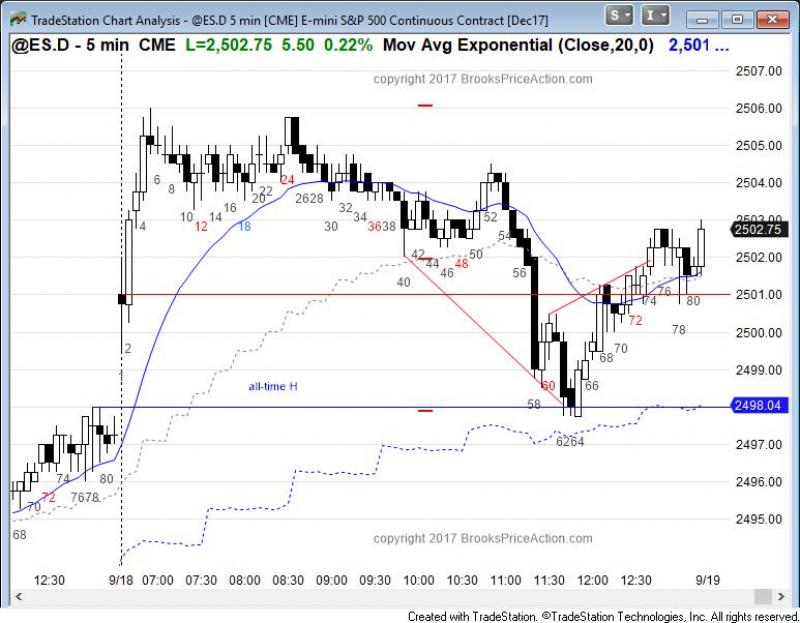 TradeStation Chart Analysis - @ES.D 5 min [CME] E-mini S&P 500 Continuous Contract [Dec17]
S I
@ES.D - 5 min CME L=2,502.75 5.50 0.22% Mov Avg Exponential (Close,20,0) 2,501 ...
copyright 2017 BrooksPriceAction.com
2507.00
2506.00
2505.00
2504.00
2503.00
2502.75
2502.00
2501.00
2500.00
2499.00
2498.04
2497.00
2496.00
2495.00
4 6 8 10 12 14 16 18 20 22 24 2628 30 32 34 3638 40 42 44 46 48 50 52 54 56
2
58 60 6264 66 68 70 72 74 76 78 80
all-time H
68 70 72 74 7678 80
copyright 2017 BrooksPriceAction.com
12:30 9/18 07:00 07:30 08:00 08:30 09:00 09:30 10:00 10:30 11:00 11:30 12:00 12:30 9/19
Created with TradeStation. ©TradeStation Technologies, Inc. All rights reserved.